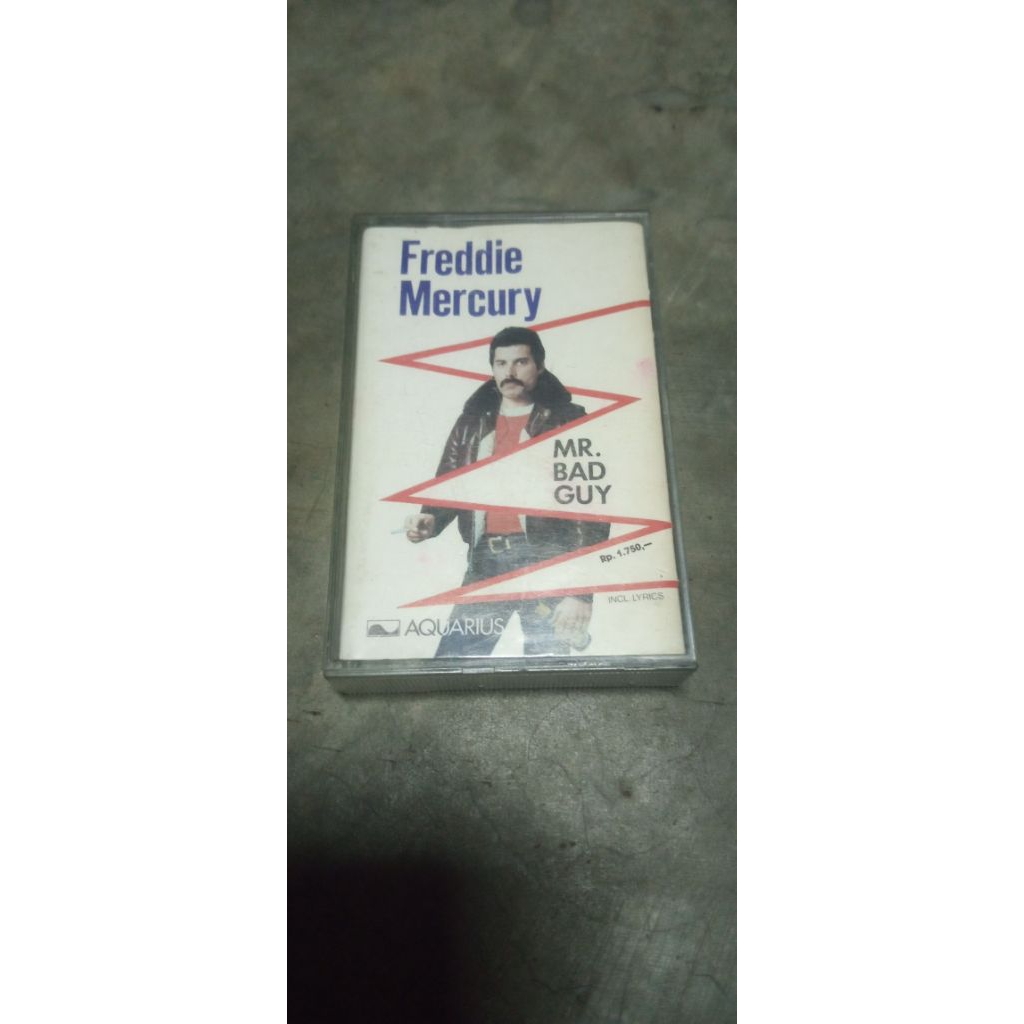 Freddie
Mercury
MR.
BAD
GUY
Rp. 1.750,-
INCL. LYRICS
AQUARIUS